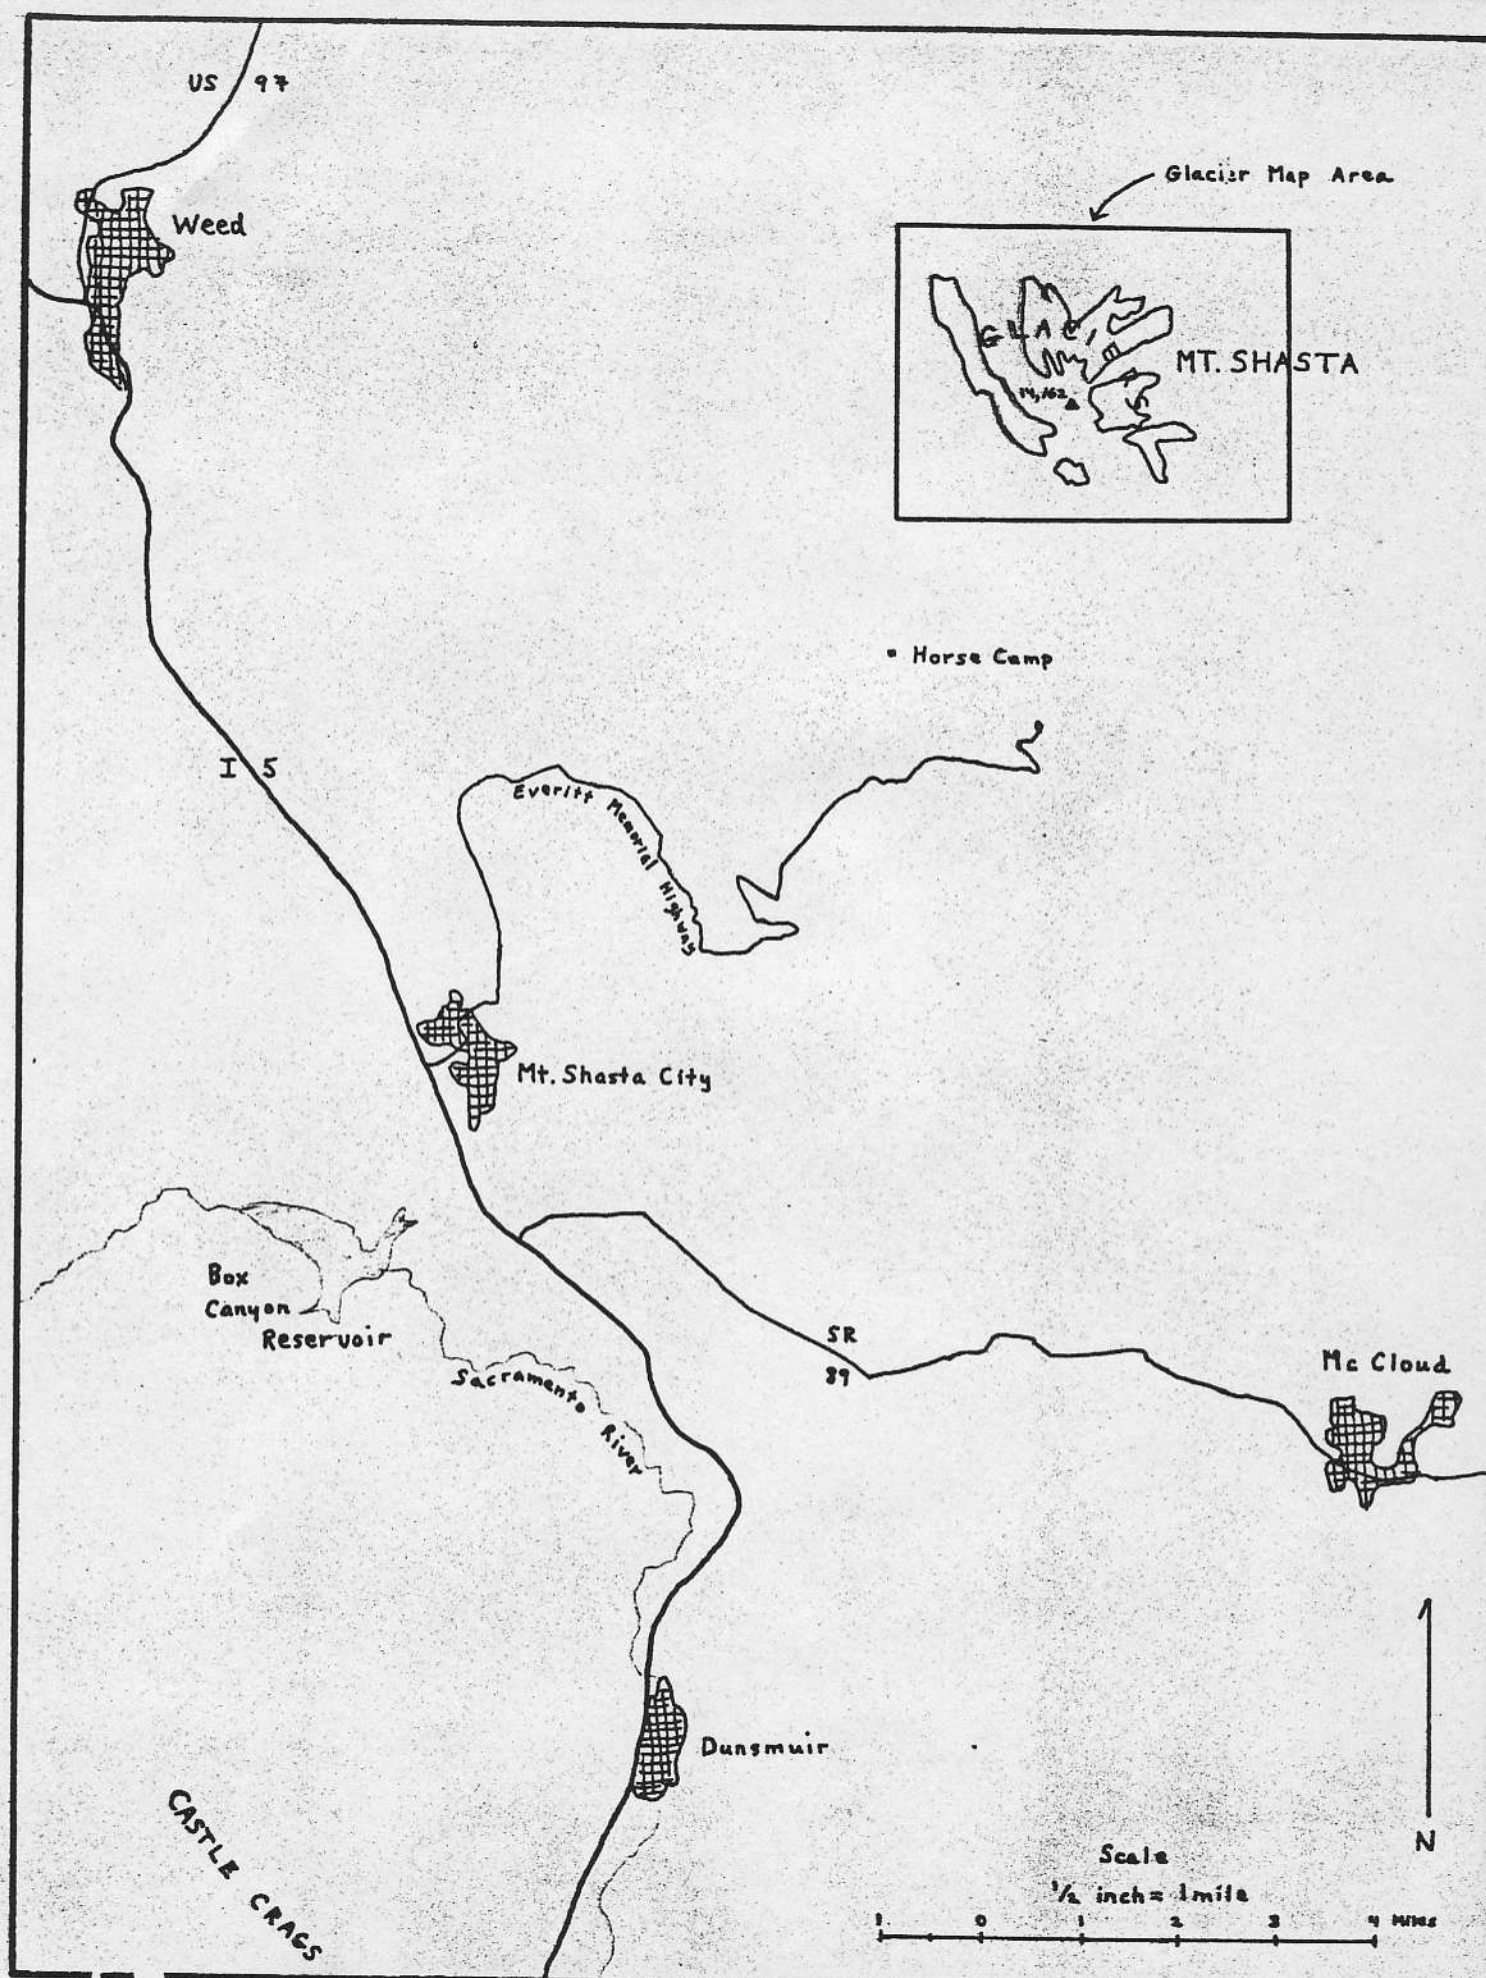 US 97
Glacier Map Area
Weed
GLACI
S
MT. SHASTA
14,162
Horse Camp
I 5
Everitt Memorial Highway
Mt. Shasta City
Box
Canyon
Reservoir
SR
89
Mc Cloud
Sacramento River
Dunsmuir
N
CASTLE CRAGS
Scale
1/2 inch = 1 mile
1 0 1 2 3 4 Miles